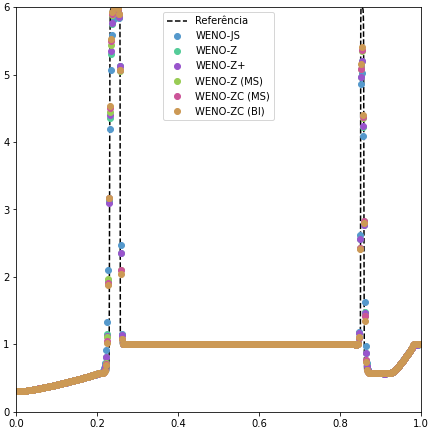 6
5
4
3
2
1
0
0.0 0.2 0.4 0.6 0.8 1.0
Referência
WENO-JS
WENO-Z
WENO-Z+
WENO-Z (MS)
WENO-ZC (MS)
WENO-ZC (BI)